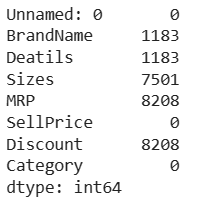 Unnamed: 0 0
BrandName 1183
Deatils 1183
Sizes 7501
MRP 8208
SellPrice 0
Discount 8208
Category 0
dtype: int64